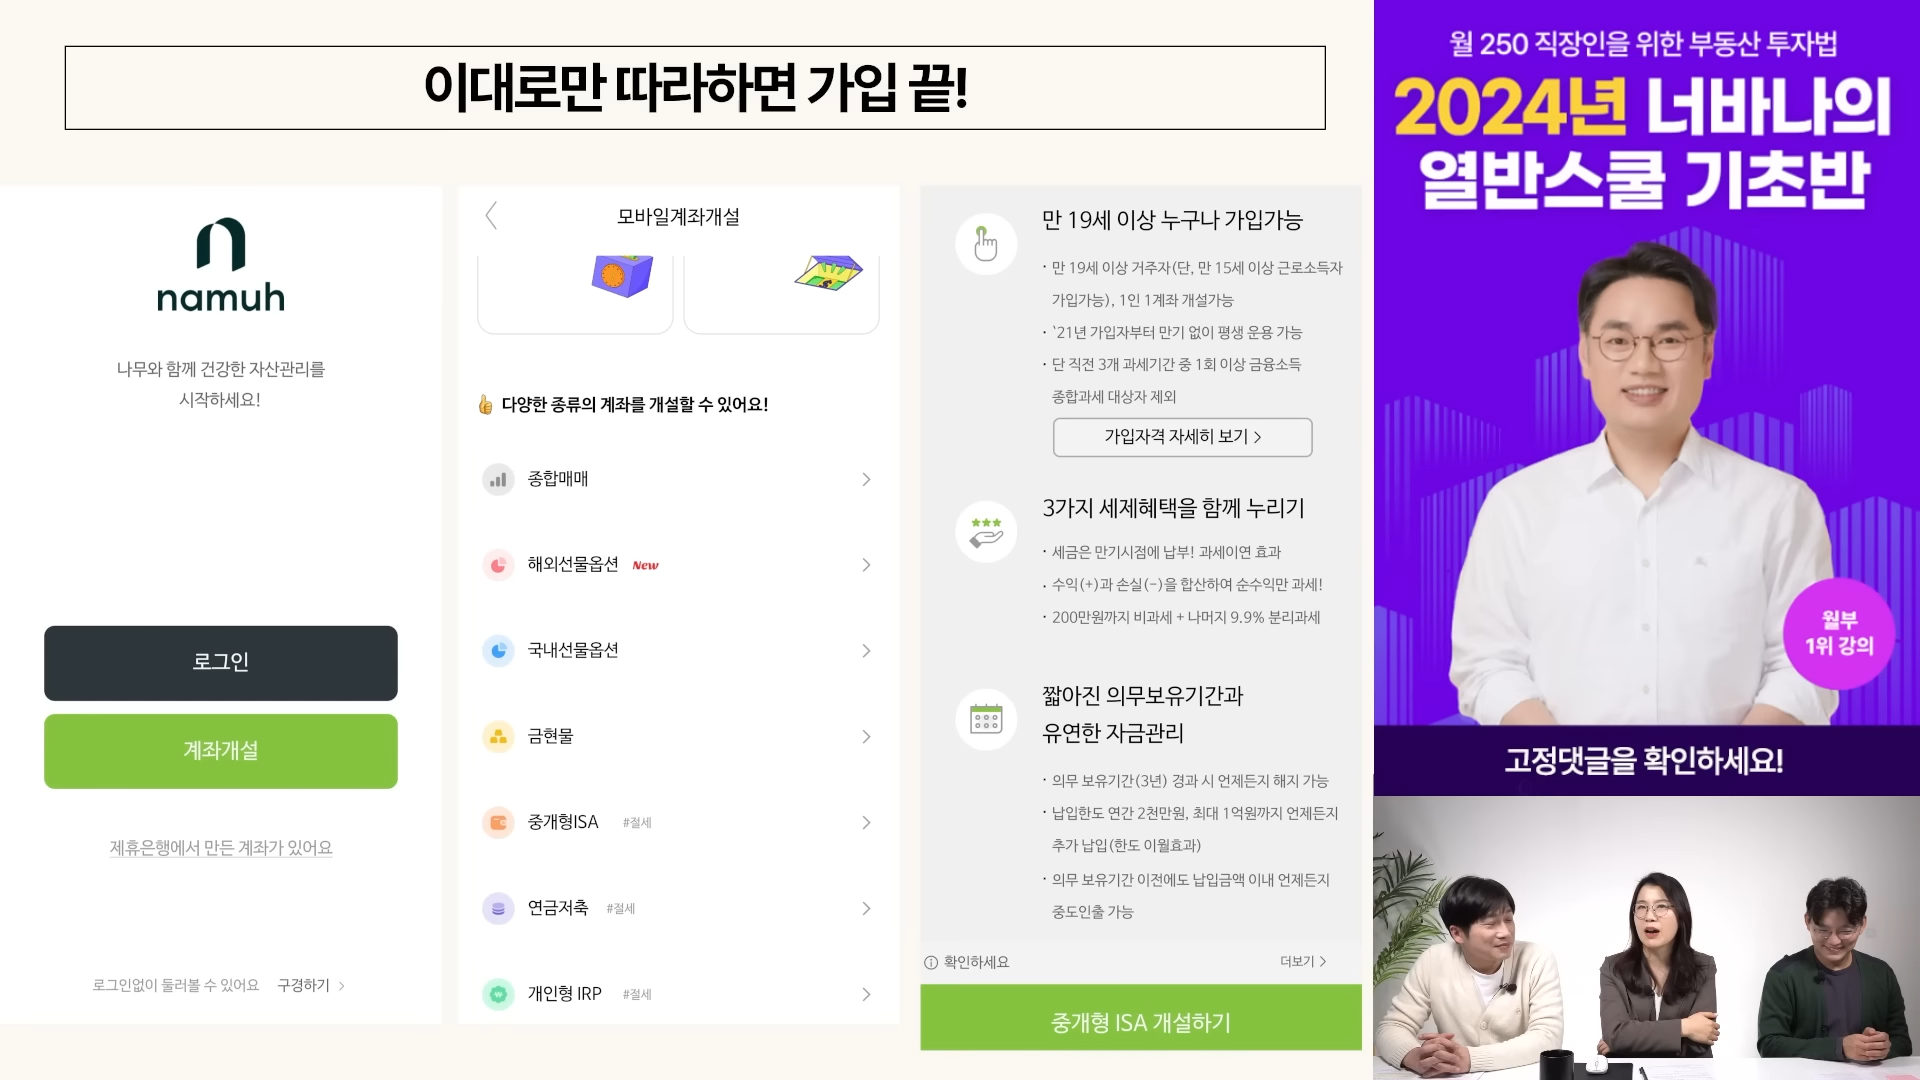 이대로만 따라하면 가입 끝!
namuh
나무와 함께 건강한 자산관리를
시작하세요!
로그인
계좌개설
제휴은행에서 만든 계좌가 있어요
로그인없이 둘러볼 수 있어요 구경하기 >
모바일계좌개설
다양한 종류의 계좌를 개설할 수 있어요!
종합매매
해외선물옵션 New
국내선물옵션
금현물
중개형ISA #절세
연금저축 #절세
개인형 IRP #절세
만 19세 이상 누구나 가입가능
· 만 19세 이상 거주자(단, 만 15세 이상 근로소득자
가입가능), 1인 1계좌 개설가능
· '21년 가입자부터 만기 없이 평생 운용 가능
· 단 직전 3개 과세기간 중 1회 이상 금융소득
종합과세 대상자 제외
가입자격 자세히 보기 >
3가지 세제혜택을 함께 누리기
· 세금은 만기시점에 납부! 과세이연 효과
· 수익(+)과 손실(-)을 합산하여 순수익만 과세!
· 200만원까지 비과세 + 나머지 9.9% 분리과세
짧아진 의무보유기간과
유연한 자금관리
· 의무 보유기간(3년) 경과 시 언제든지 해지 가능
· 납입한도 연간 2천만원, 최대 1억원까지 언제든지
추가 납입(한도 이월효과)
· 의무 보유기간 이전에도 납입금액 이내 언제든지
중도인출 가능
확인하세요 더보기 >
중개형 ISA 개설하기
월 250 직장인을 위한 부동산 투자법
2024년 너바나의
열반스쿨 기초반
월부
1위 강의
고정댓글을 확인하세요!